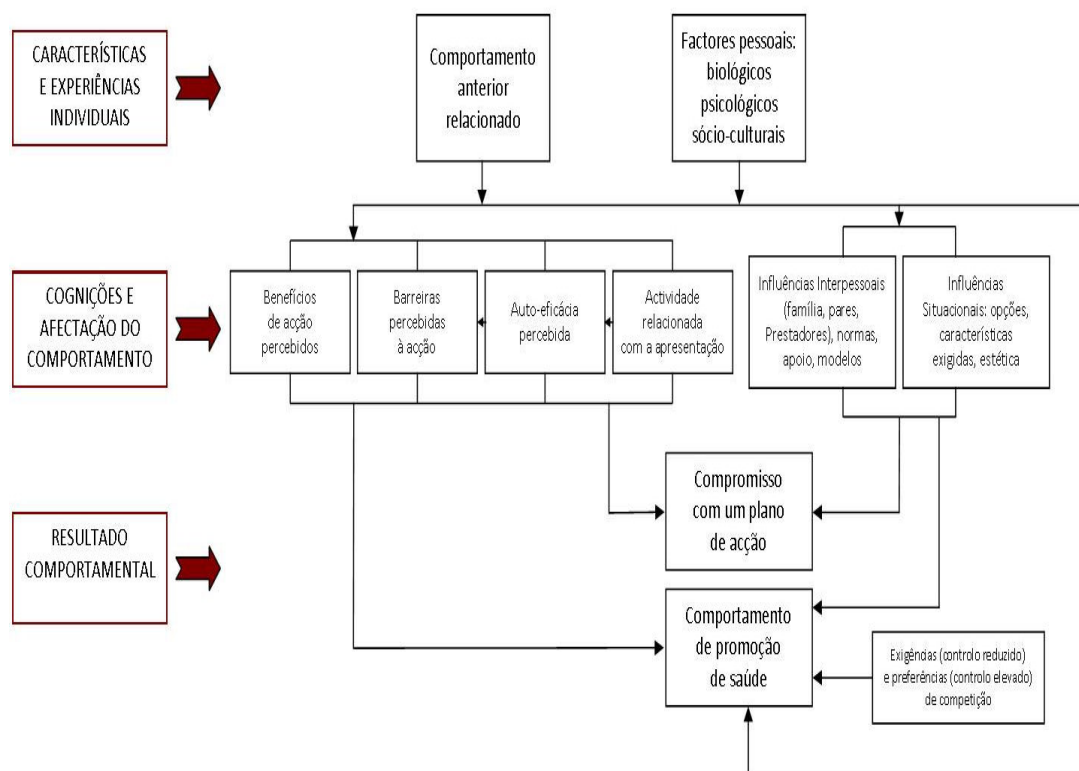 CARACTERÍSTICAS
E EXPERIÊNCIAS
INDIVIDUAIS
Comportamento
anterior
relacionado
Factores pessoais:
biológicos
psicológicos
sócio-culturais
COGNIÇÕES E
AFECTAÇÃO DO
COMPORTAMENTO
Benefícios
de acção
percebidos
Barreiras
percebidas
à acção
Auto-eficácia
percebida
Actividade
relacionada
com a apresentação
Influências Interpessoais
(família, pares,
Prestadores), normas,
apoio, modelos
Influências
Situacionais: opções,
características
exigidas, estética
RESULTADO
COMPORTAMENTAL
Compromisso
com um plano
de acção
Comportamento
de promoção
de saúde
Exigências (controlo reduzido)
e preferências (controlo elevado)
de competição